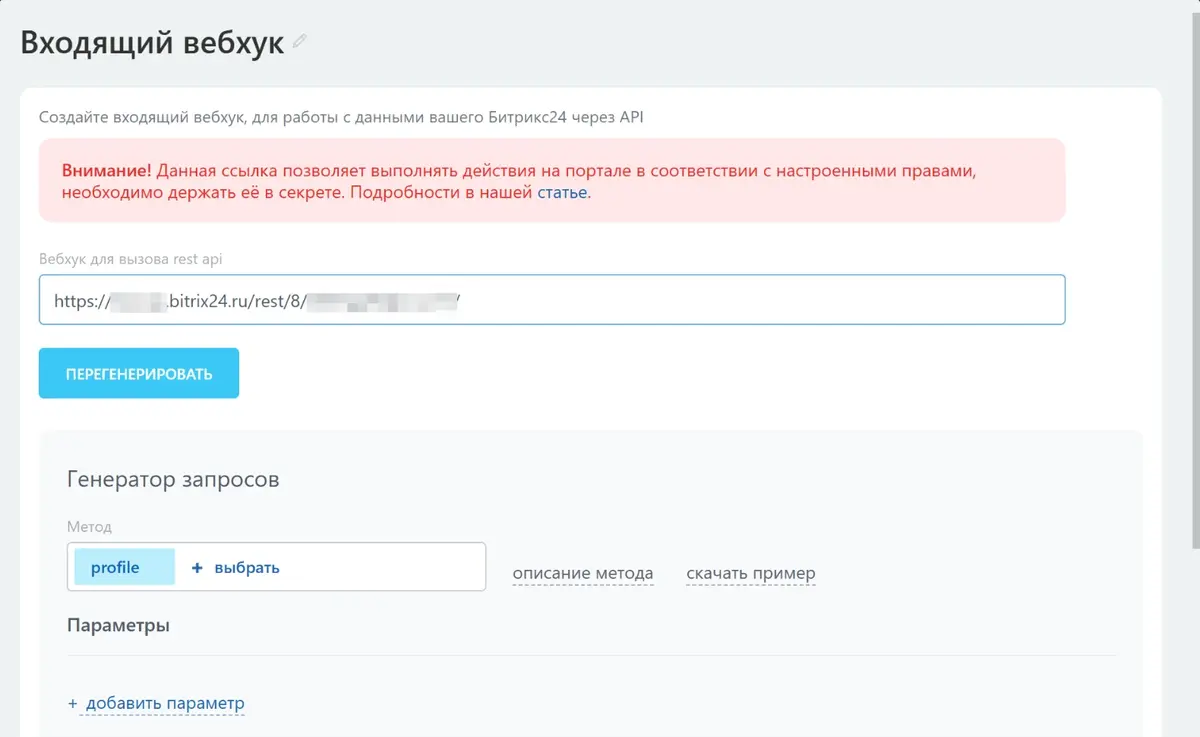 Входящий вебхук
Создайте входящий вебхук, для работы с данными вашего Битрикс24 через API
Внимание! Данная ссылка позволяет выполнять действия на портале в соответствии с настроенными правами,
необходимо держать её в секрете. Подробности в нашей статье.
Вебхук для вызова rest api
https://.bitrix24.ru/rest/8//
ПЕРЕГЕНЕРИРОВАТЬ
Генератор запросов
Метод
profile + выбрать описание метода скачать пример
Параметры
+ добавить параметр